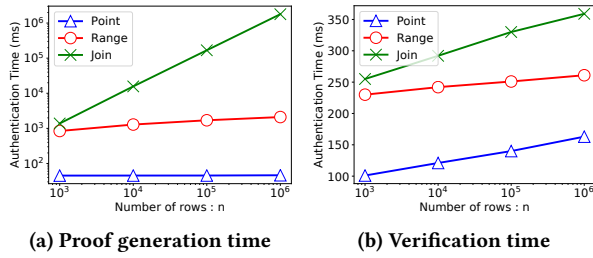 Authentication Time (ms)
10^6
10^5
10^4
10^3
10^2
Point
Range
Join
10^3 10^4 10^5 10^6
Number of rows : n
(a) Proof generation time
Authentication Time (ms)
350
300
250
200
150
100
Point
Range
Join
10^3 10^4 10^5 10^6
Number of rows : n
(b) Verification time